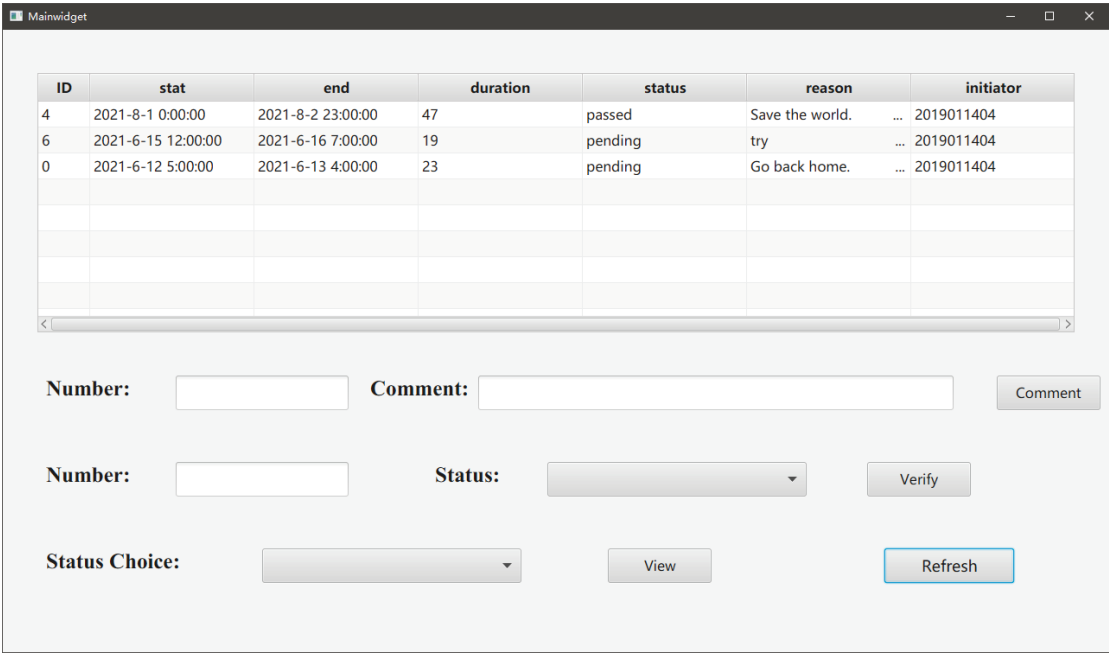 Mainwidget
ID stat end duration status reason initiator
4 2021-8-1 0:00:00 2021-8-2 23:00:00 47 passed Save the world. ... 2019011404
6 2021-6-15 12:00:00 2021-6-16 7:00:00 19 pending try ... 2019011404
0 2021-6-12 5:00:00 2021-6-13 4:00:00 23 pending Go back home. ... 2019011404
Number: Comment: Comment
Number: Status: Verify
Status Choice: View Refresh